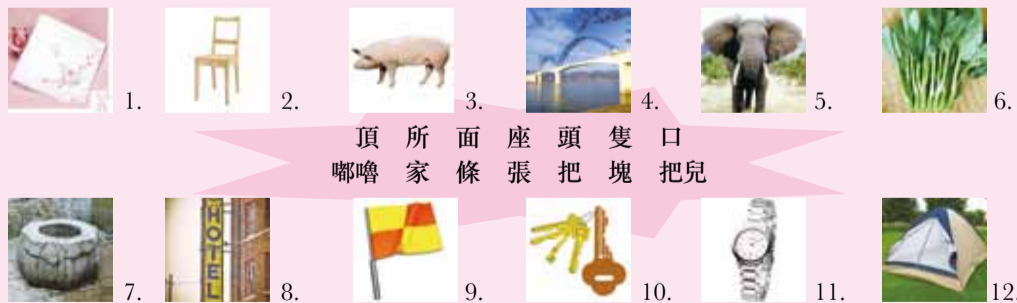 1. 2. 3. 4. 5. 6.
頂 所 面 座 頭 隻 口
嘟嚕 家 條 張 把 塊 把兒
HOTEL
7. 8. 9. 10. 11. 12.